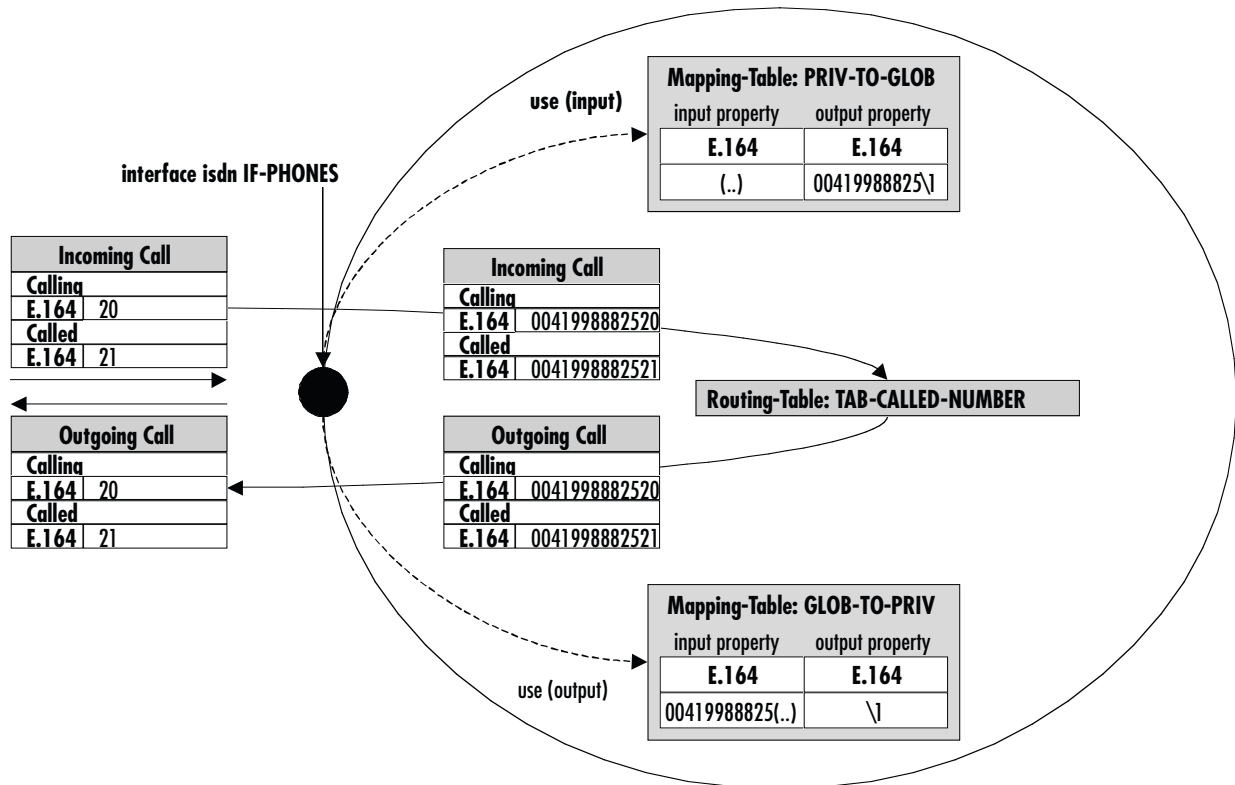 Mapping-Table: PRIV-TO-GLOB
input property output property
E.164 E.164
(..) 00419988825\1
use (input)
interface isdn IF-PHONES
Incoming Call
Calling
E.164 20
Called
E.164 21
Incoming Call
Calling
E.164 0041998882520
Called
E.164 0041998882521
Routing-Table: TAB-CALLED-NUMBER
Outgoing Call
Calling
E.164 20
Called
E.164 21
Outgoing Call
Calling
E.164 0041998882520
Called
E.164 0041998882521
Mapping-Table: GLOB-TO-PRIV
input property output property
E.164 E.164
00419988825(..) \1
use (output)